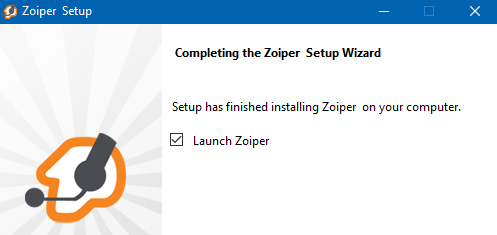 Zoiper Setup
Completing the Zoiper Setup Wizard
Setup has finished installing Zoiper on your computer.
Launch Zoiper